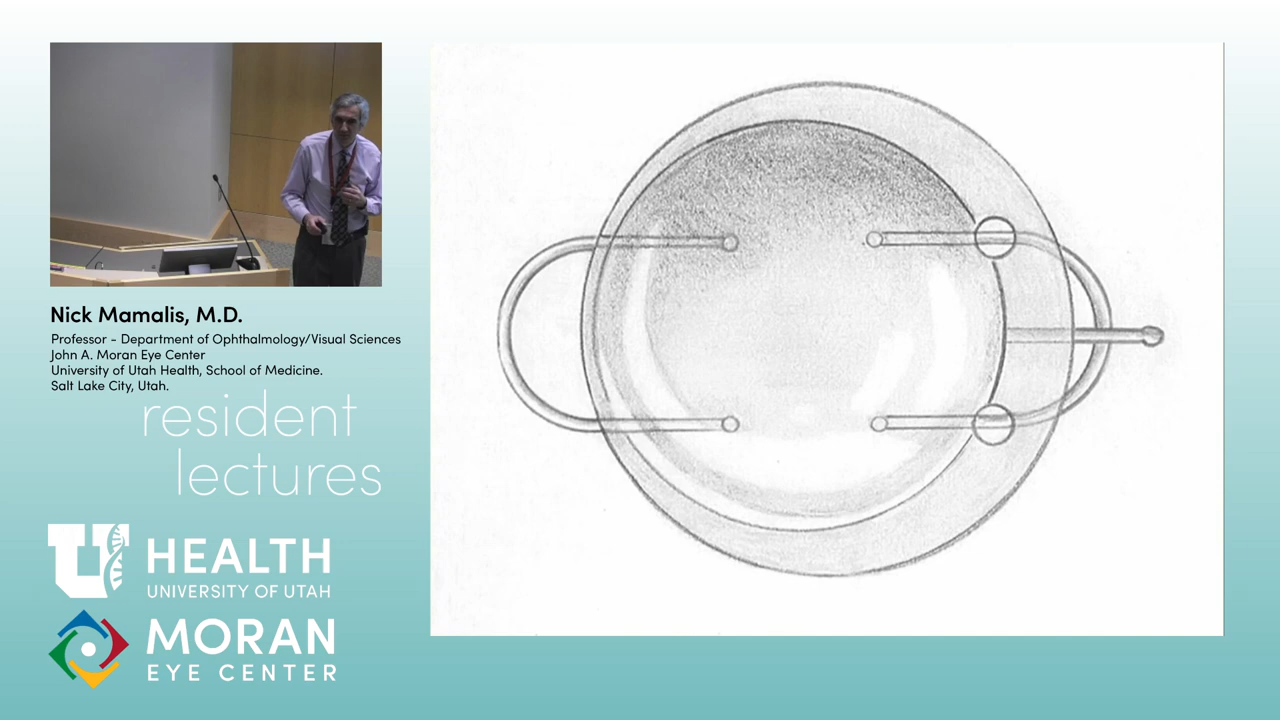 Nick Mamalis, M.D.
Professor - Department of Ophthalmology/Visual Sciences
John A. Moran Eye Center
University of Utah Health, School of Medicine.
Salt Lake City, Utah.
resident
lectures
U HEALTH
UNIVERSITY OF UTAH
MORAN
EYE CENTER